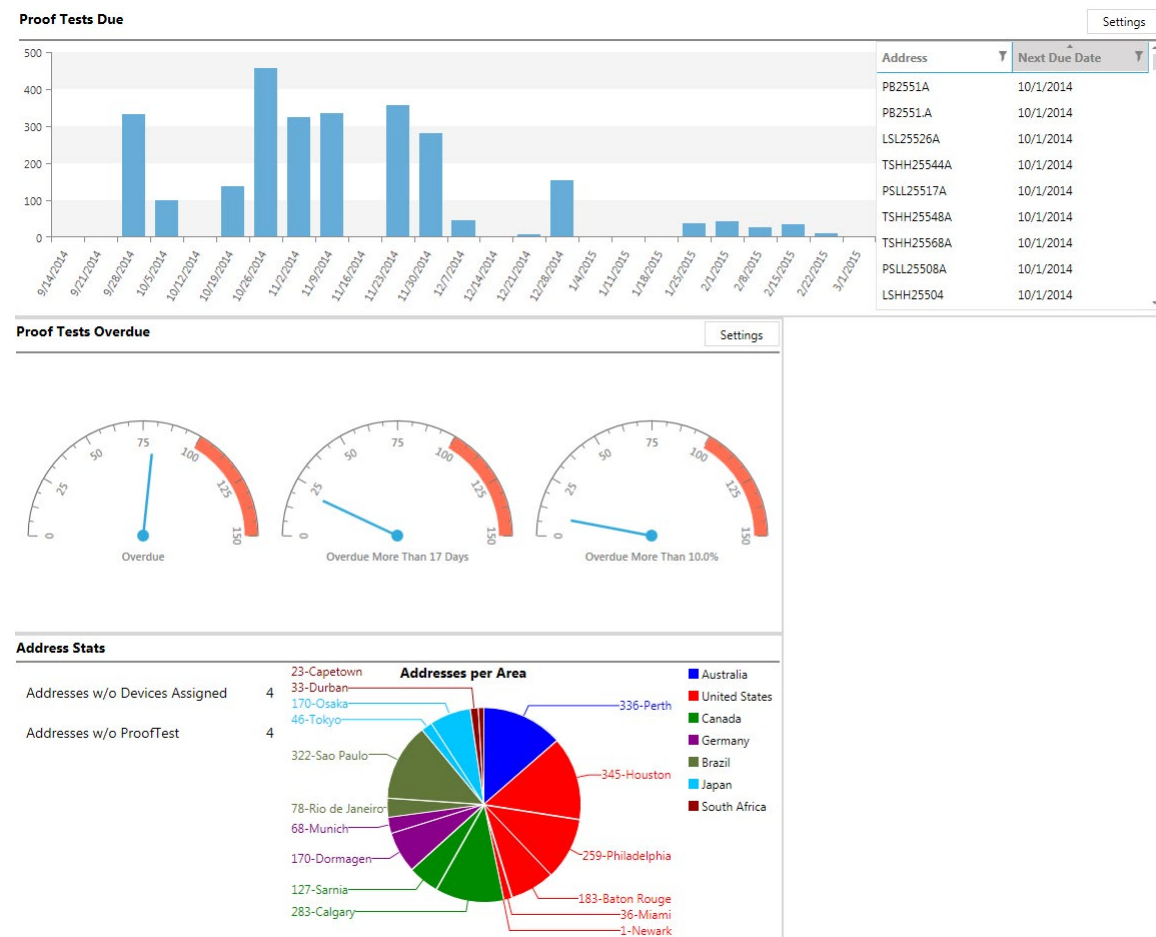 Proof Tests Due
Settings
500
400
300
200
100
0
9/14/2014
9/21/2014
9/28/2014
10/5/2014
10/12/2014
10/19/2014
10/26/2014
11/2/2014
11/9/2014
11/16/2014
11/23/2014
11/30/2014
12/7/2014
12/14/2014
12/21/2014
12/28/2014
1/4/2015
1/11/2015
1/18/2015
1/25/2015
2/1/2015
2/8/2015
2/15/2015
2/22/2015
3/1/2015
Address Next Due Date
PB2551A 10/1/2014
PB2551.A 10/1/2014
LSL25526A 10/1/2014
TSHH25544A 10/1/2014
PSLL25517A 10/1/2014
TSHH25548A 10/1/2014
TSHH25568A 10/1/2014
PSLL25508A 10/1/2014
LSHH25504 10/1/2014
Proof Tests Overdue
Settings
0
25
50
75
100
125
150
Overdue
0
25
50
75
100
125
150
Overdue More Than 17 Days
0
25
50
75
100
125
150
Overdue More Than 10.0%
Address Stats
Addresses w/o Devices Assigned 4
Addresses w/o ProofTest 4
Addresses per Area
23-Capetown
33-Durban
170-Osaka
46-Tokyo
322-Sao Paulo
78-Rio de Janeiro
68-Munich
170-Dormagen
127-Sarnia
283-Calgary
336-Perth
345-Houston
259-Philadelphia
183-Baton Rouge
36-Miami
1-Newark
Australia
United States
Canada
Germany
Brazil
Japan
South Africa